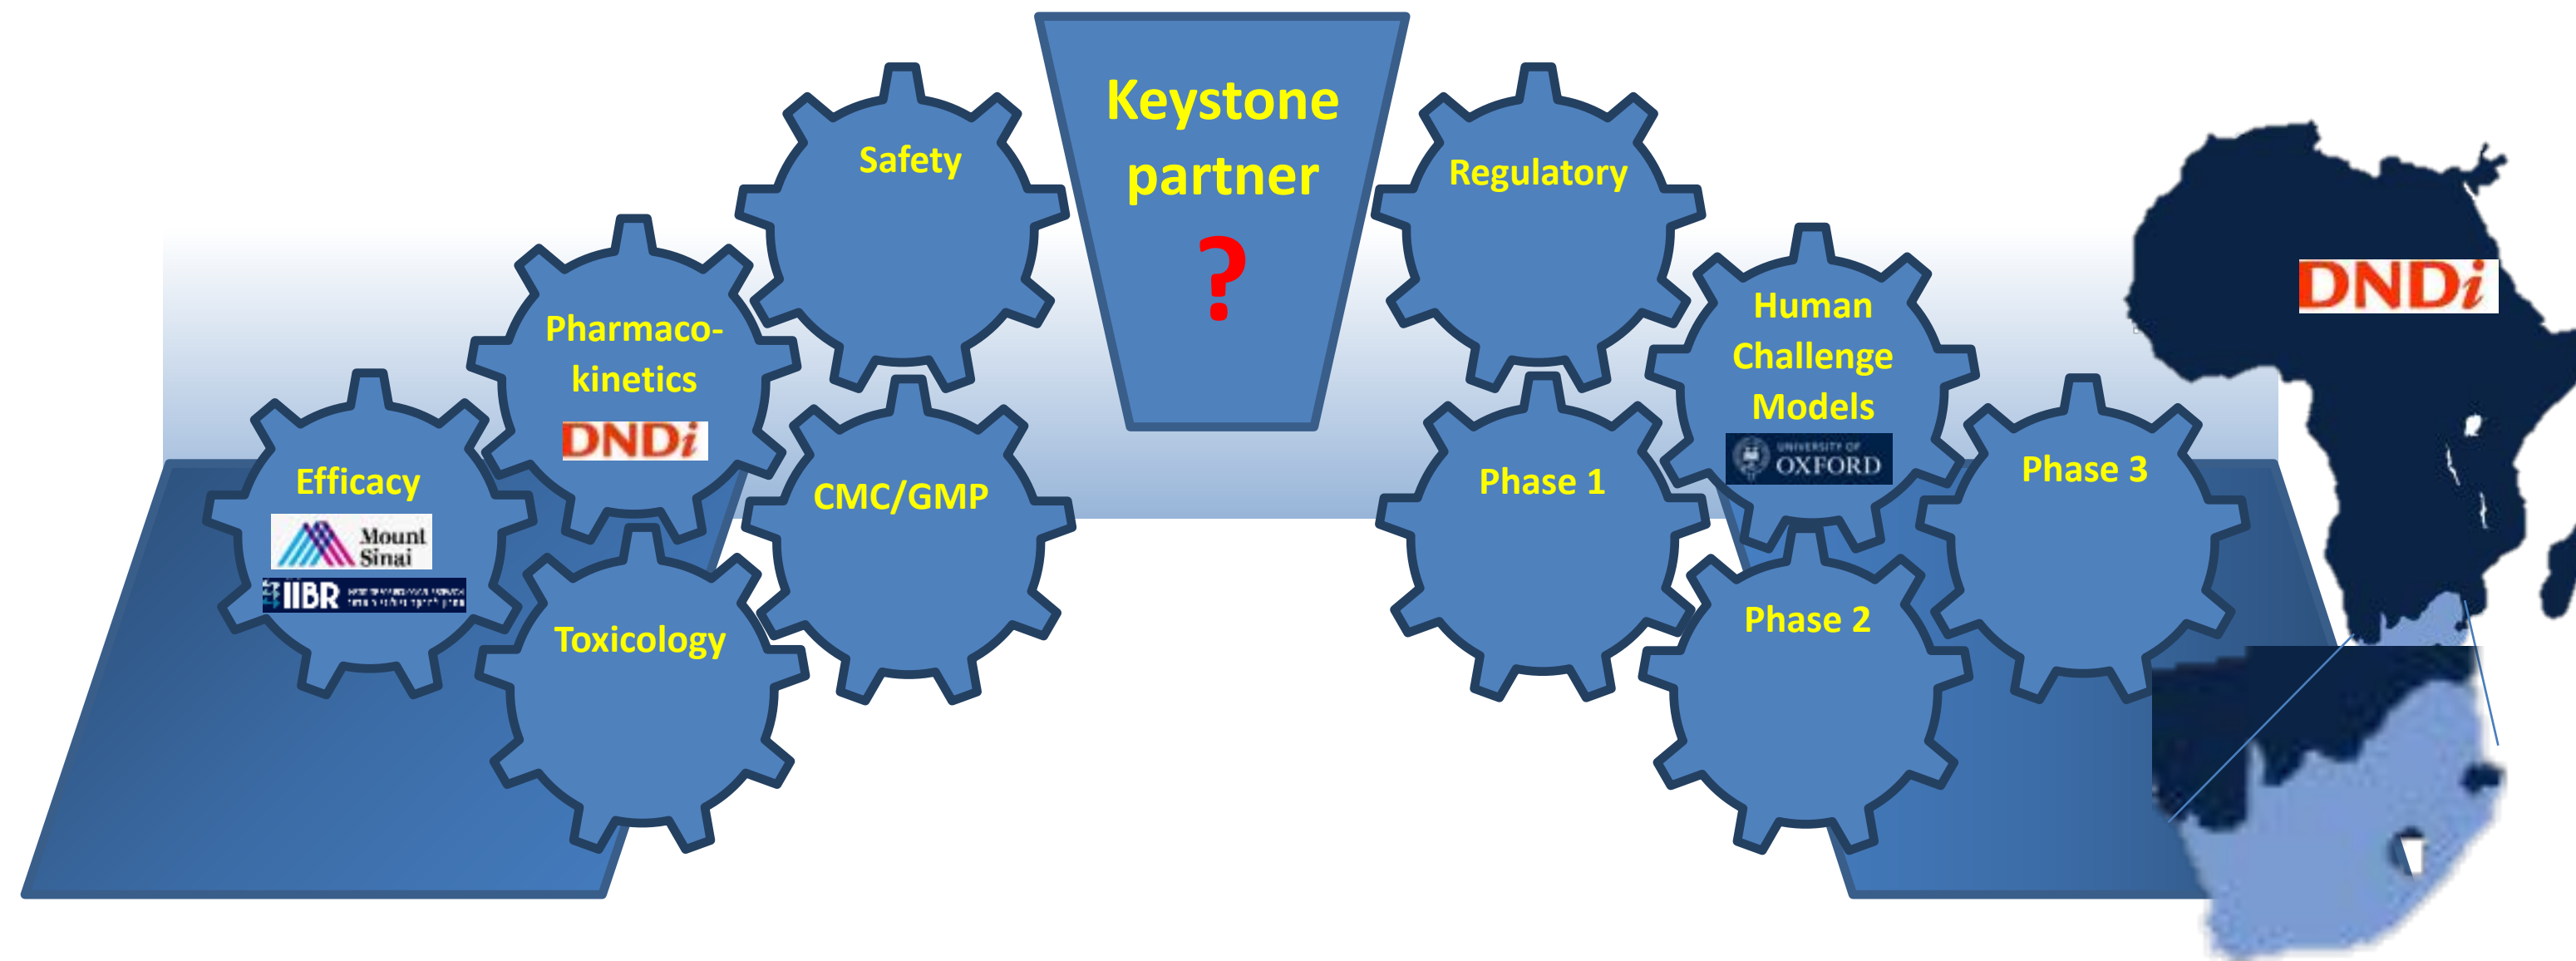 Keystone
partner
?
Safety
Regulatory
Pharmaco-
kinetics
DNDi
Human
Challenge
Models
UNIVERSITY OF
OXFORD
DNDi
Efficacy
Mount
Sinai
IIBR
CMC/GMP
Phase 1
Phase 3
Toxicology
Phase 2